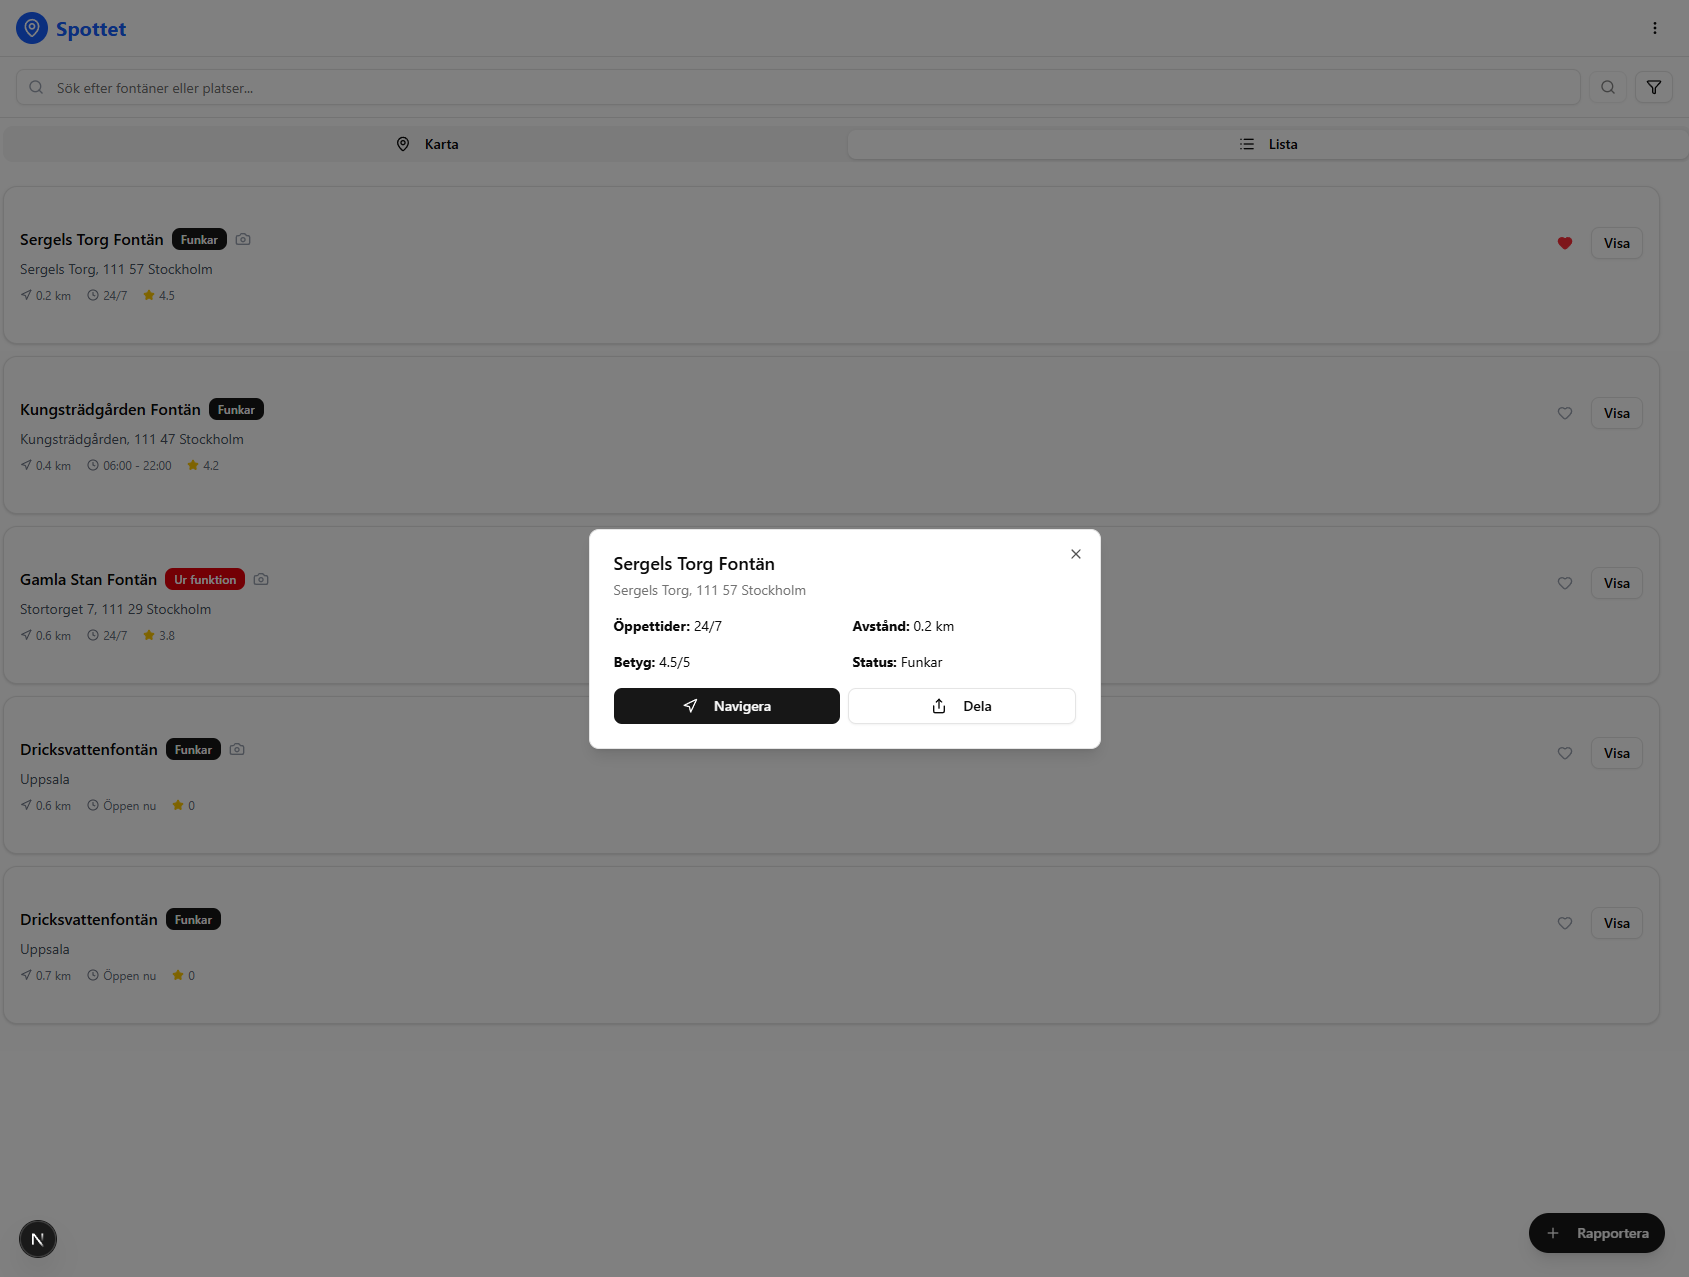 Spottet
Sök efter fontäner eller platser...
Karta
Lista
Sergels Torg Fontän Funkar
Sergels Torg, 111 57 Stockholm
0.2 km 24/7 4.5
Visa
Kungsträdgården Fontän Funkar
Kungsträdgården, 111 47 Stockholm
0.4 km 06:00 - 22:00 4.2
Visa
Gamla Stan Fontän Ur funktion
Stortorget 7, 111 29 Stockholm
0.6 km 24/7 3.8
Visa
Sergels Torg Fontän
Sergels Torg, 111 57 Stockholm
Öppettider: 24/7
Avstånd: 0.2 km
Betyg: 4.5/5
Status: Funkar
Navigera
Dela
Dricksvattenfontän Funkar
Uppsala
0.6 km Öppen nu 0
Visa
Dricksvattenfontän Funkar
Uppsala
0.7 km Öppen nu 0
Visa
N
Rapportera